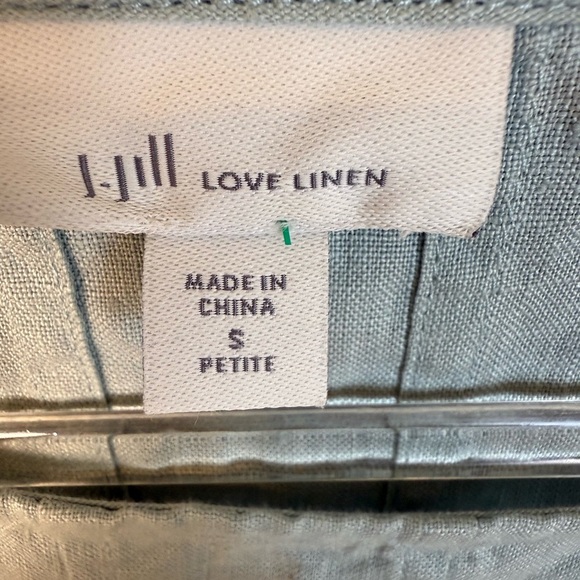 J.Jill LOVE LINEN
MADE IN
CHINA
S
PETITE